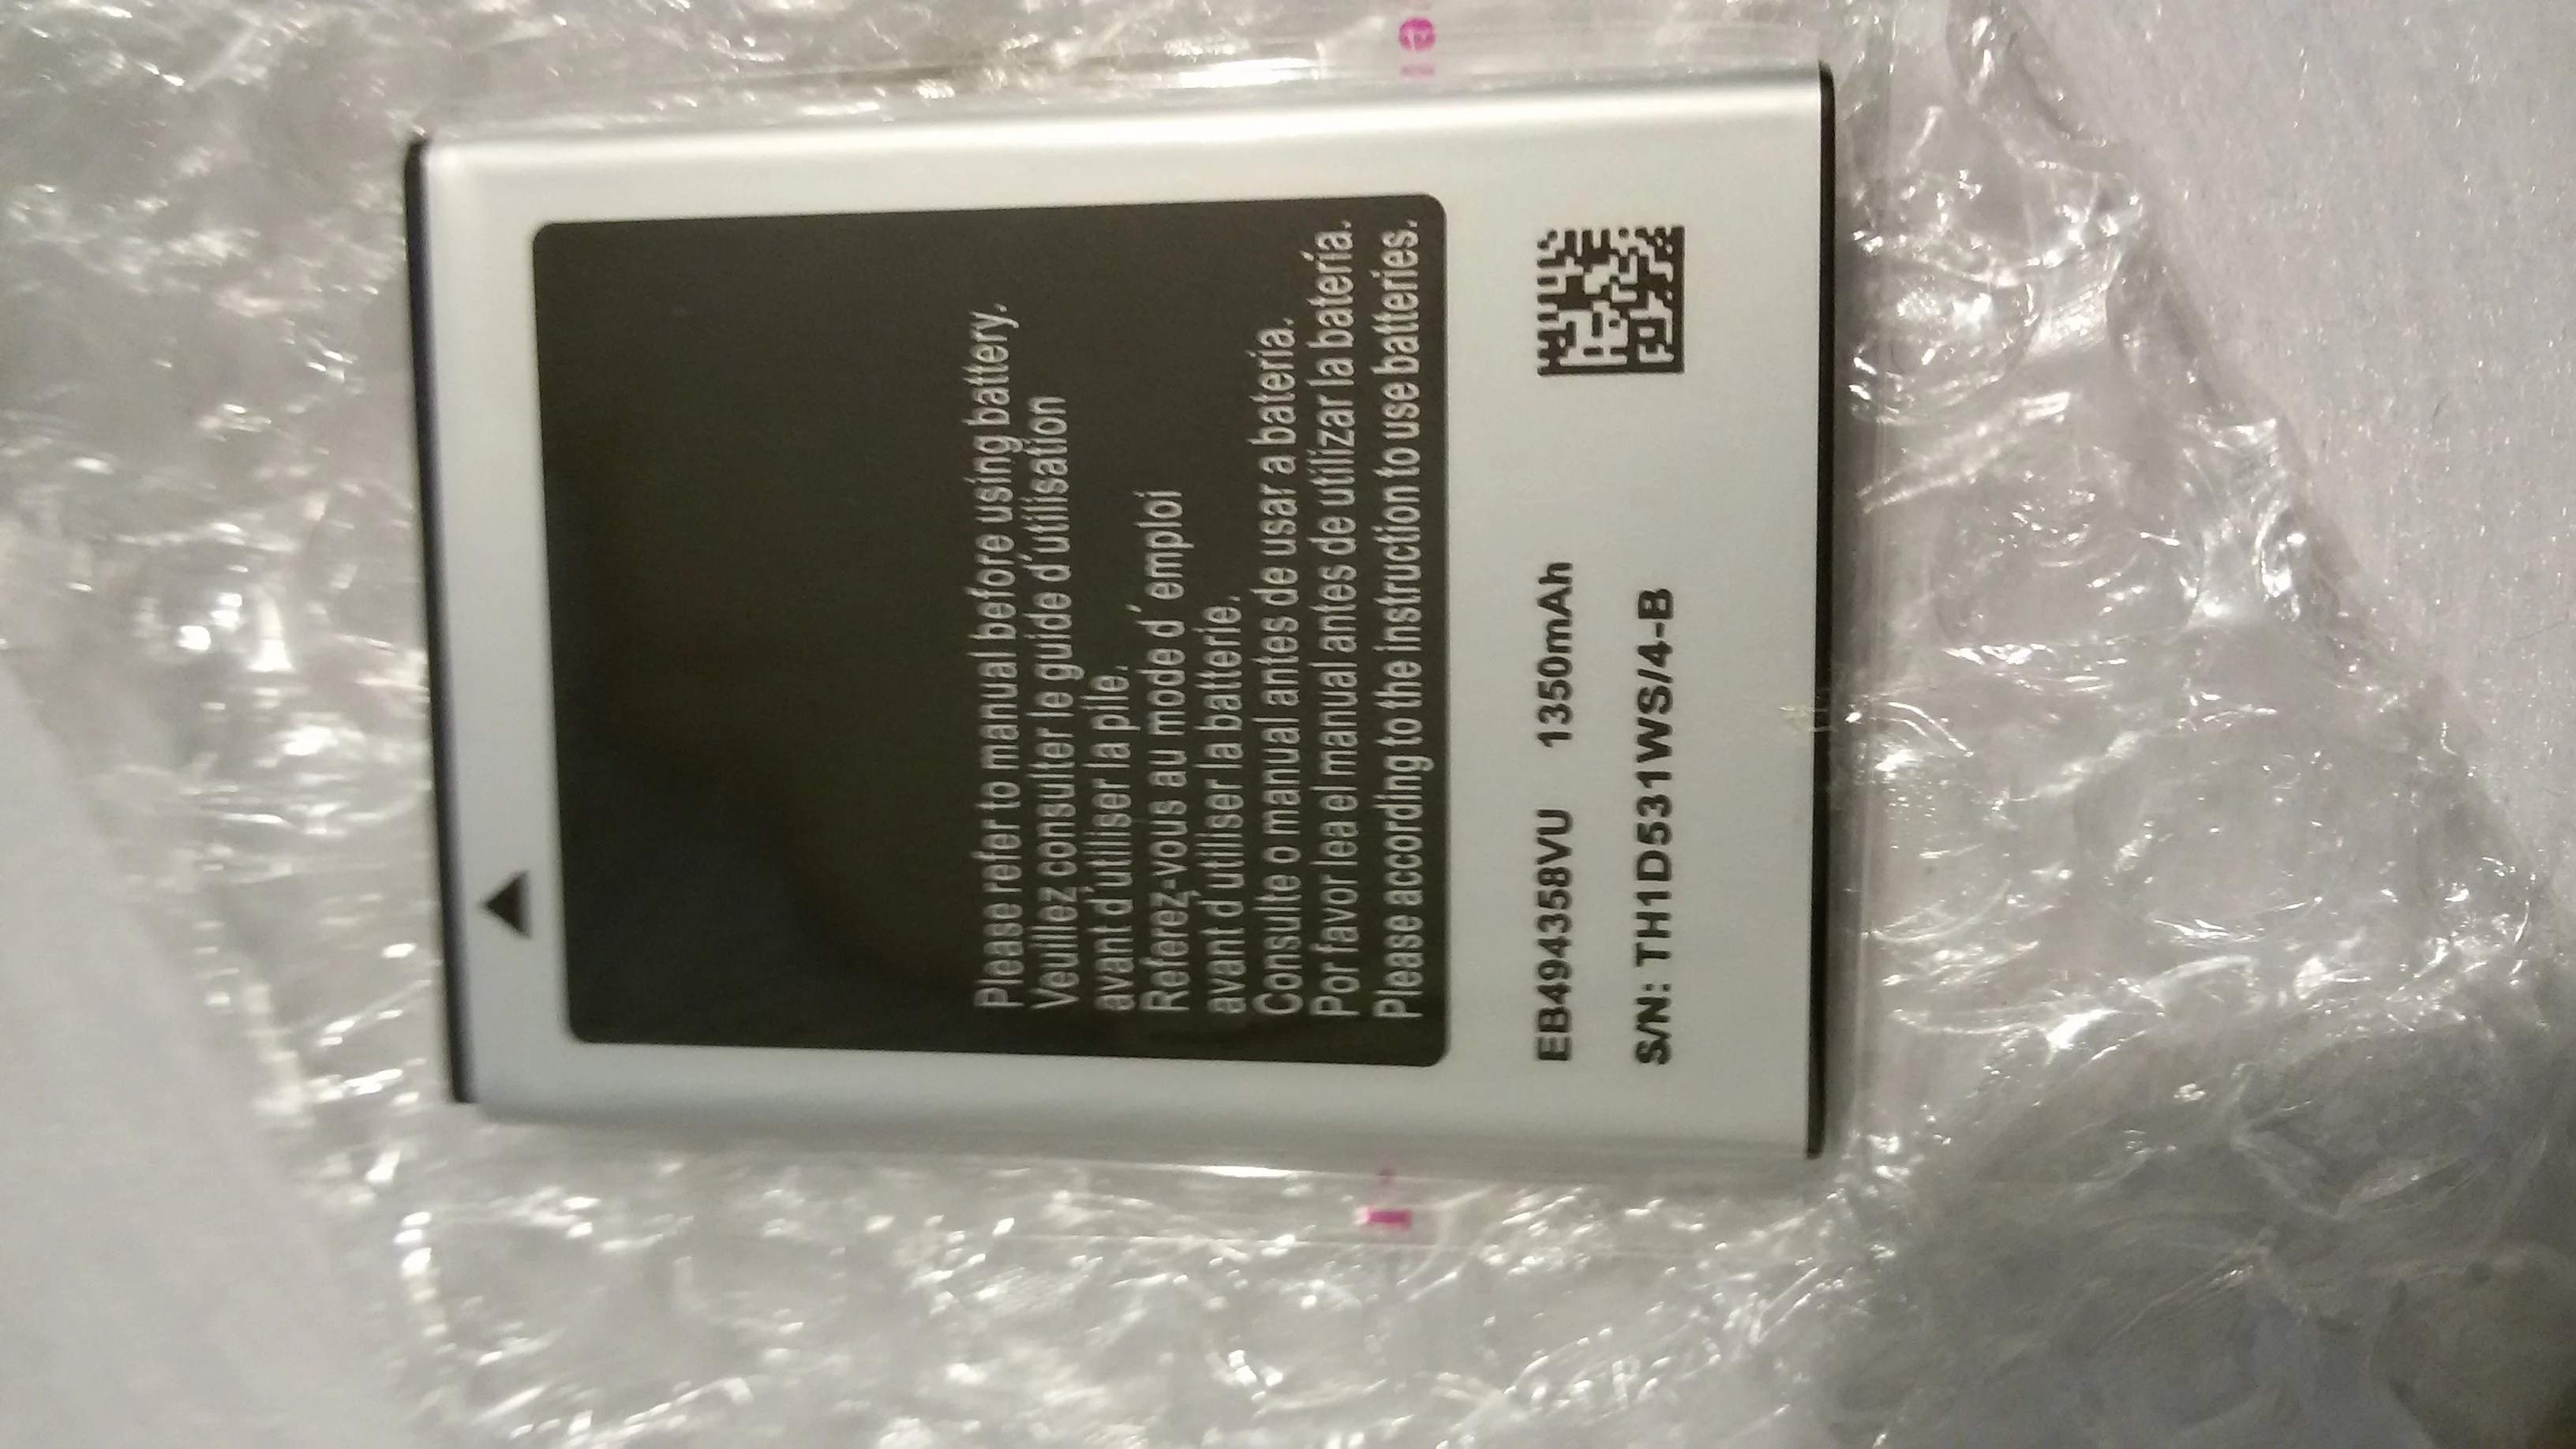 Please refer to manual before using battery.
Veuillez consulter le guide d'utilisation
avant d'utiliser la pile.
Referez-vous au mode d' emploi
avant d'utiliser la batterie.
Consulte o manual antes de usar a batería.
Por favor lea el manual antes de utilizar la batería.
Please according to the instruction to use batteries.
EB494358VU 1350mAh
S/N: TH1D531WS/4-B